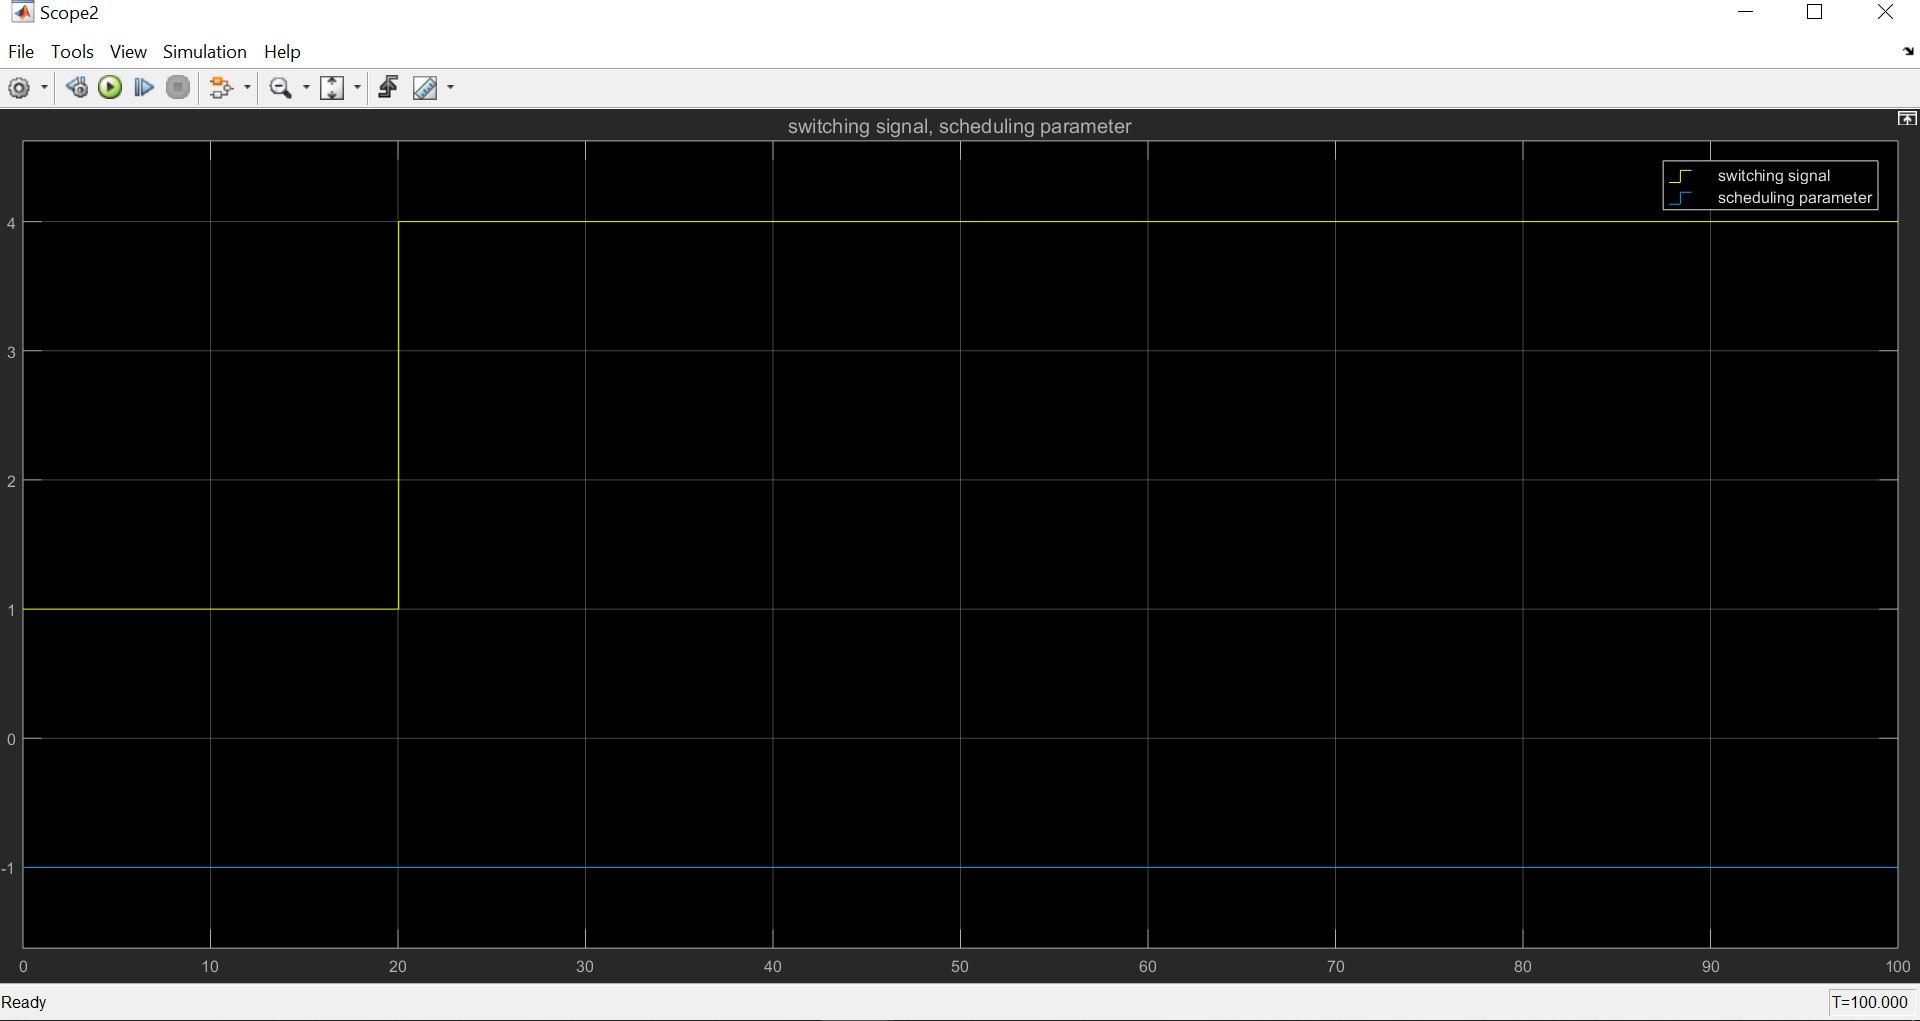 Scope2
File Tools View Simulation Help
switching signal, scheduling parameter
switching signal
scheduling parameter
4
3
2
1
0
-1
0 10 20 30 40 50 60 70 80 90 100
Ready T=100.000